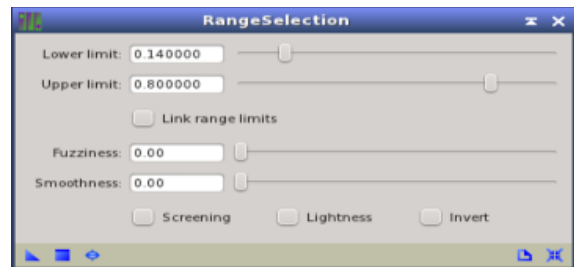 RangeSelection
Lower limit: 0.140000
Upper limit: 0.800000
Link range limits
Fuzziness: 0.00
Smoothness: 0.00
Screening Lightness Invert